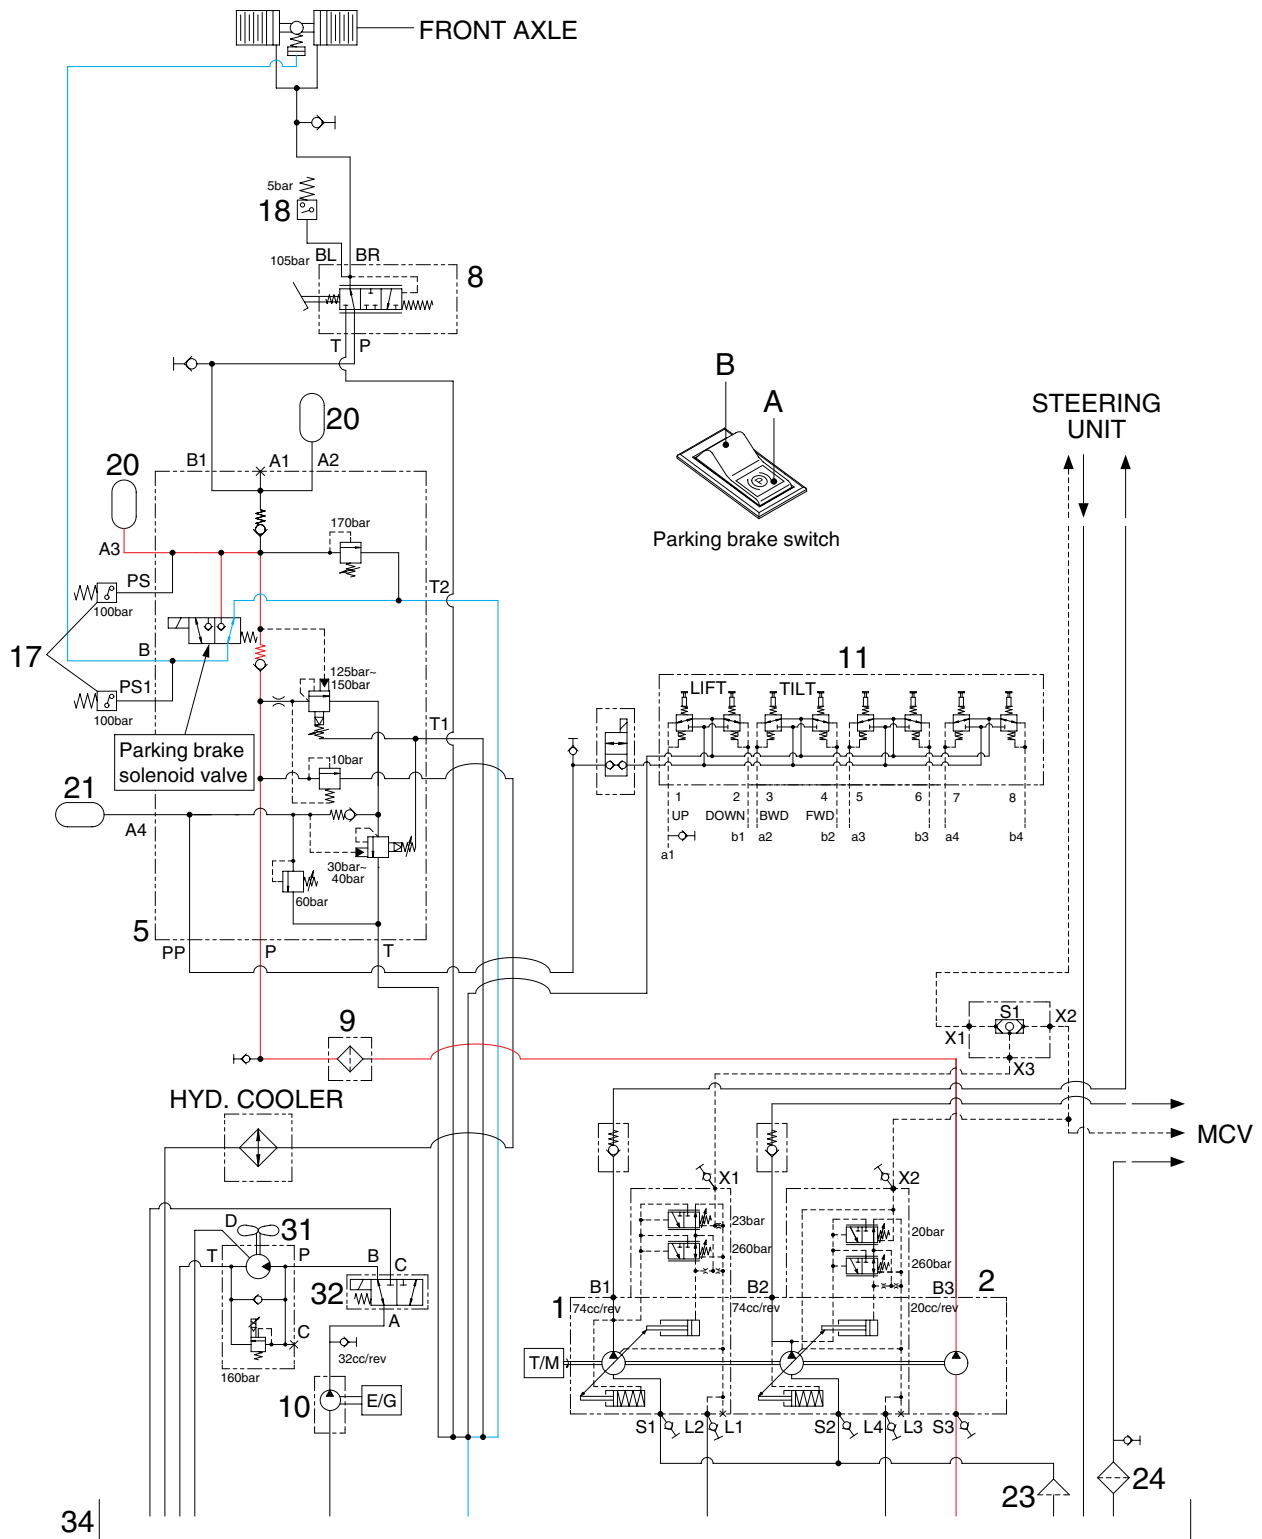 FRONT AXLE
5bar
18
105bar
BL BR
8
T P
B
A
20
20
B1 A1 A2
STEERING
UNIT
170bar
A3
Parking brake switch
PS
T2
100bar
17
B
11
PS1
125bar~
150bar
LIFT TILT
100bar
T1
Parking brake
solenoid valve
10bar
21
1 2 3 4 5 6 7 8
A4
UP DOWN BWD FWD
b1 a2 b2 a3 b3 a4 b4
a1
30bar~
40bar
60bar
5
PP P T
9
S1
X1 X2
X3
HYD. COOLER
MCV
X1 X2
D 31
23bar
20bar
T P
B C
260bar
260bar
32
B1 B2 B3 2
1 74cc/rev 74cc/rev 20cc/rev
A
C
32cc/rev
T/M
160bar
10 E/G
S1 L2 L1 S2 L4 L3 S3
23 24
34